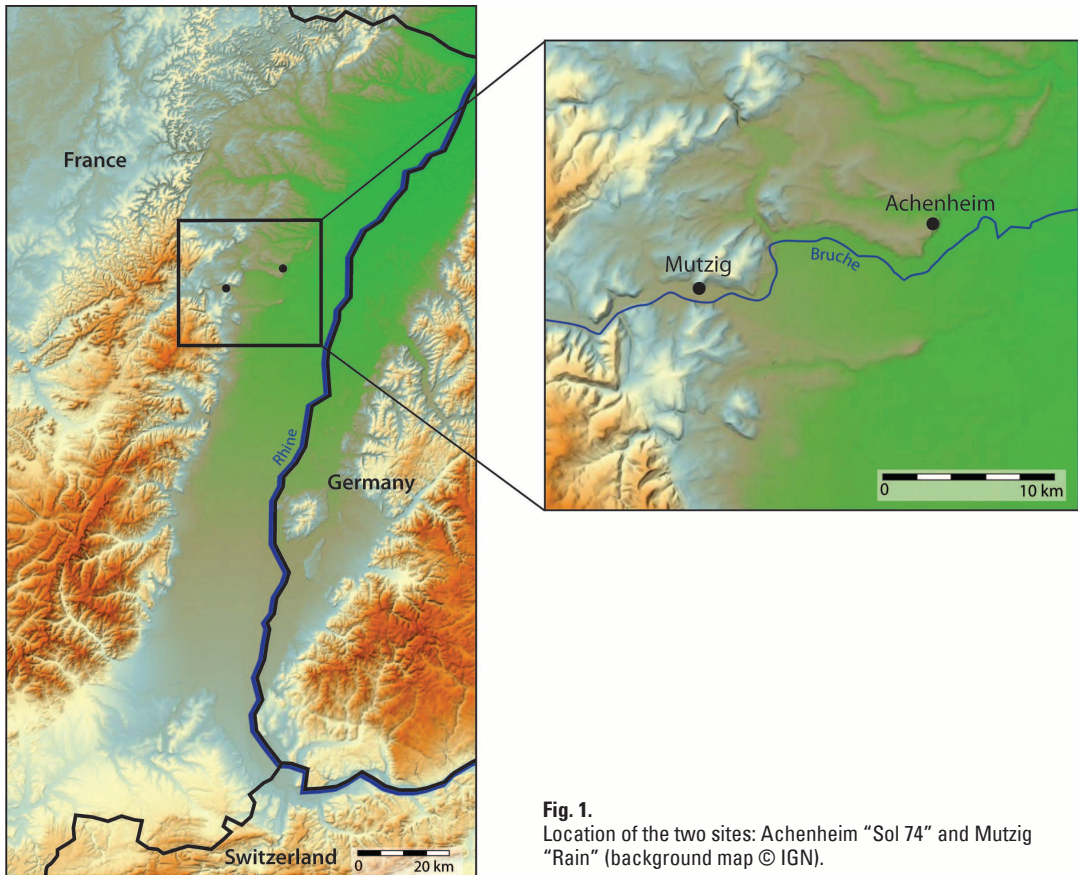 France
Rhine
Germany
Switzerland
0 20 km
Achenheim
Bruche
Mutzig
0 10 km
Fig. 1.
Location of the two sites: Achenheim “Sol 74” and Mutzig
“Rain” (background map © IGN).